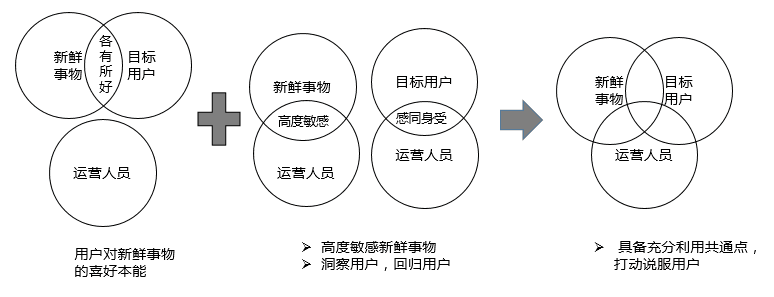 新鲜
事物
各
有
所
好
目标
用户
运营人员
用户对新鲜事物
的喜好本能
新鲜事物
高度敏感
运营人员
目标用户
感同身受
运营人员
➢ 高度敏感新鲜事物
➢ 洞察用户，回归用户
新鲜
事物
目标
用户
运营人员
➢ 具备充分利用共通点，
打动说服用户